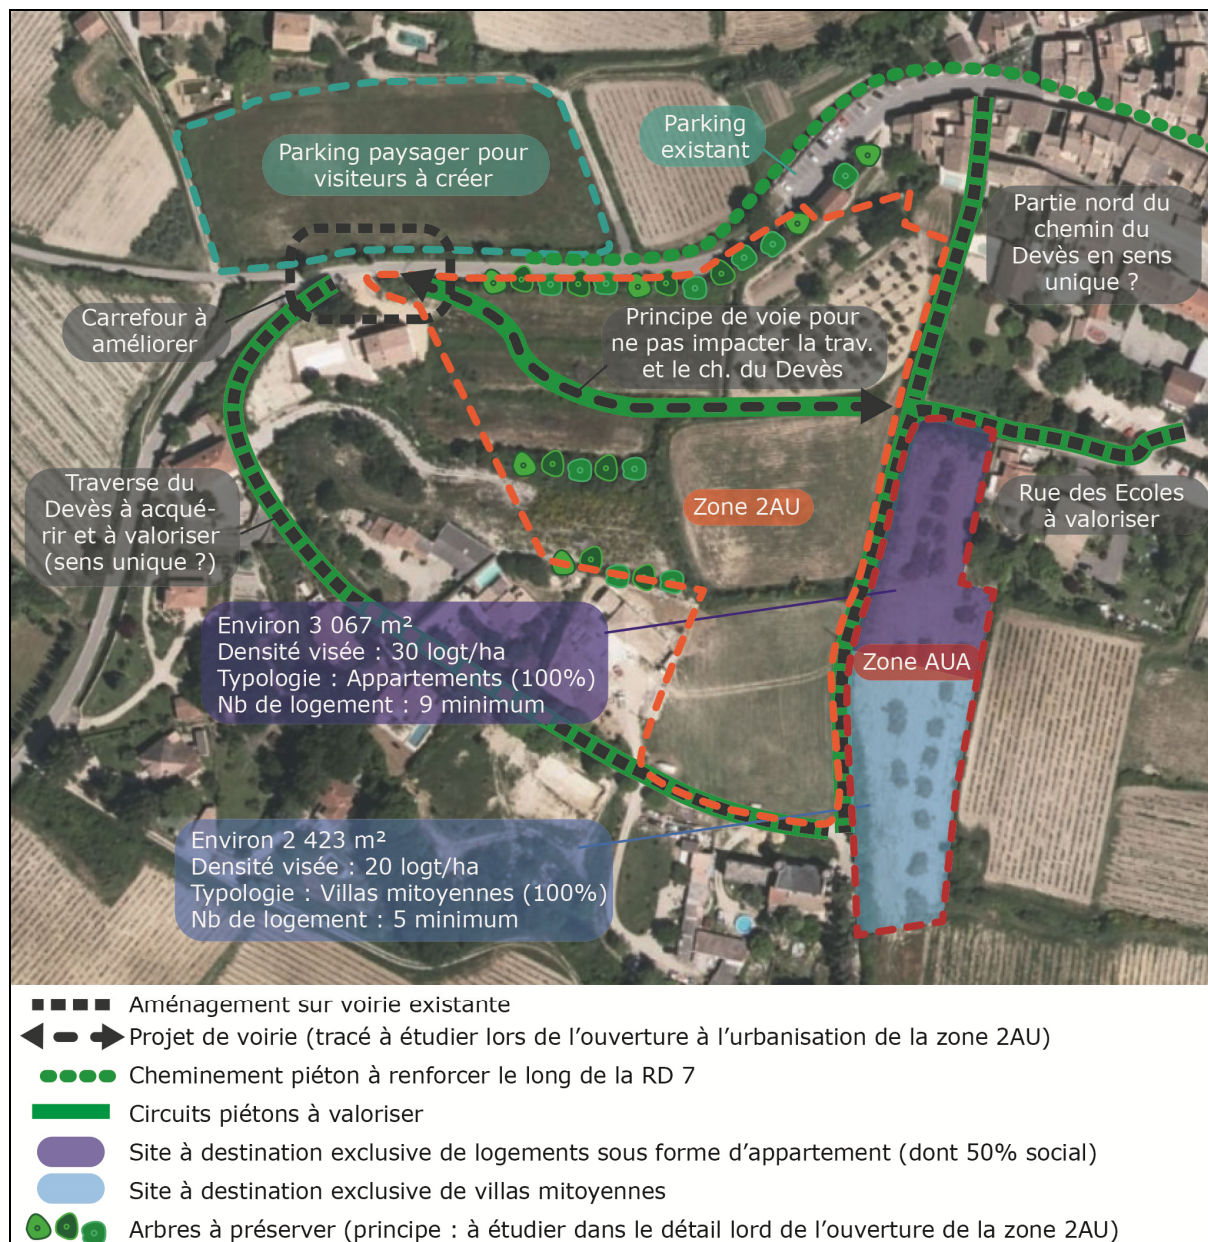 Parking
existant
Parking paysager pour
visiteurs à créer
Partie nord du
chemin du
Devès en sens
unique ?
Carrefour à
améliorer
Principe de voie pour
ne pas impacter la trav.
et le ch. du Devès
Traverse du
Devès à acqué-
rir et à valoriser
(sens unique ?)
Zone 2AU
Rue des Ecoles
à valoriser
Environ 3 067 m²
Densité visée : 30 logt/ha
Typologie : Appartements (100%)
Nb de logement : 9 minimum
Zone AUA
Environ 2 423 m²
Densité visée : 20 logt/ha
Typologie : Villas mitoyennes (100%)
Nb de logement : 5 minimum
Aménagement sur voirie existante
Projet de voirie (tracé à étudier lors de l’ouverture à l’urbanisation de la zone 2AU)
Cheminement piéton à renforcer le long de la RD 7
Circuits piétons à valoriser
Site à destination exclusive de logements sous forme d’appartement (dont 50% social)
Site à destination exclusive de villas mitoyennes
Arbres à préserver (principe : à étudier dans le détail lord de l’ouverture de la zone 2AU)